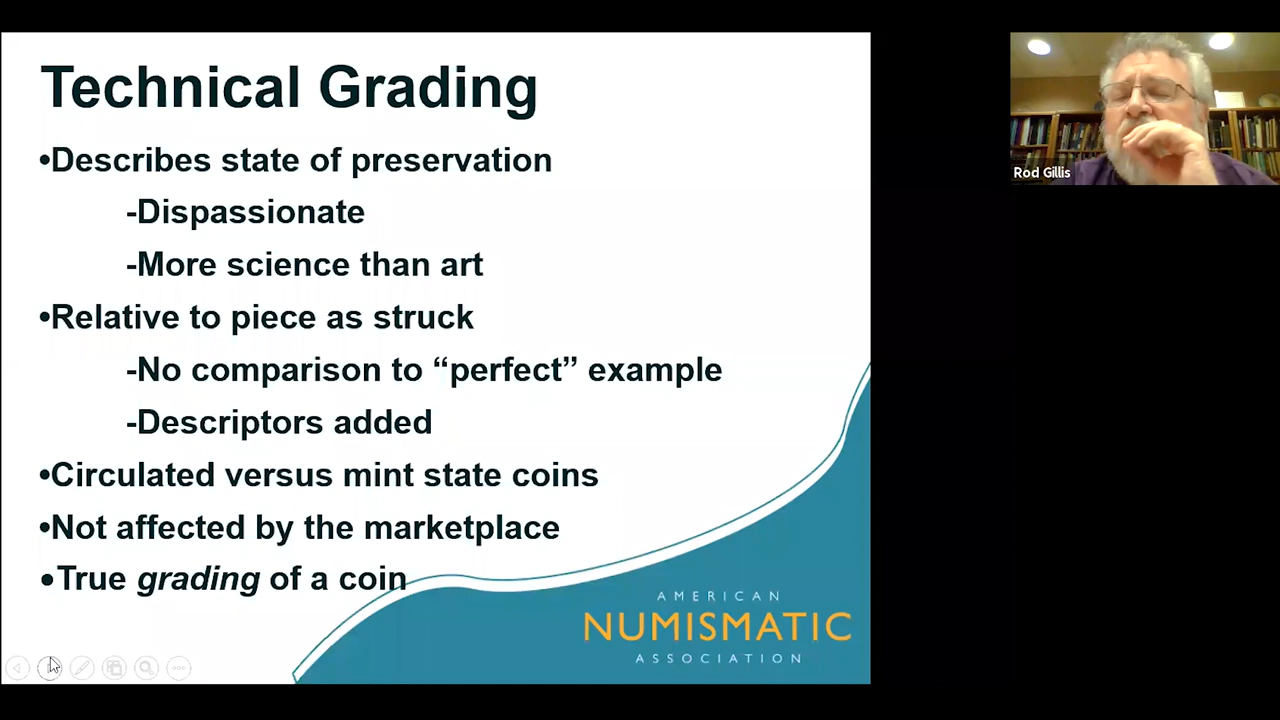 Technical Grading
•Describes state of preservation
-Dispassionate
-More science than art
•Relative to piece as struck
-No comparison to “perfect” example
-Descriptors added
•Circulated versus mint state coins
•Not affected by the marketplace
•True grading of a coin
AMERICAN
NUMISMATIC
ASSOCIATION
Rod Gillis